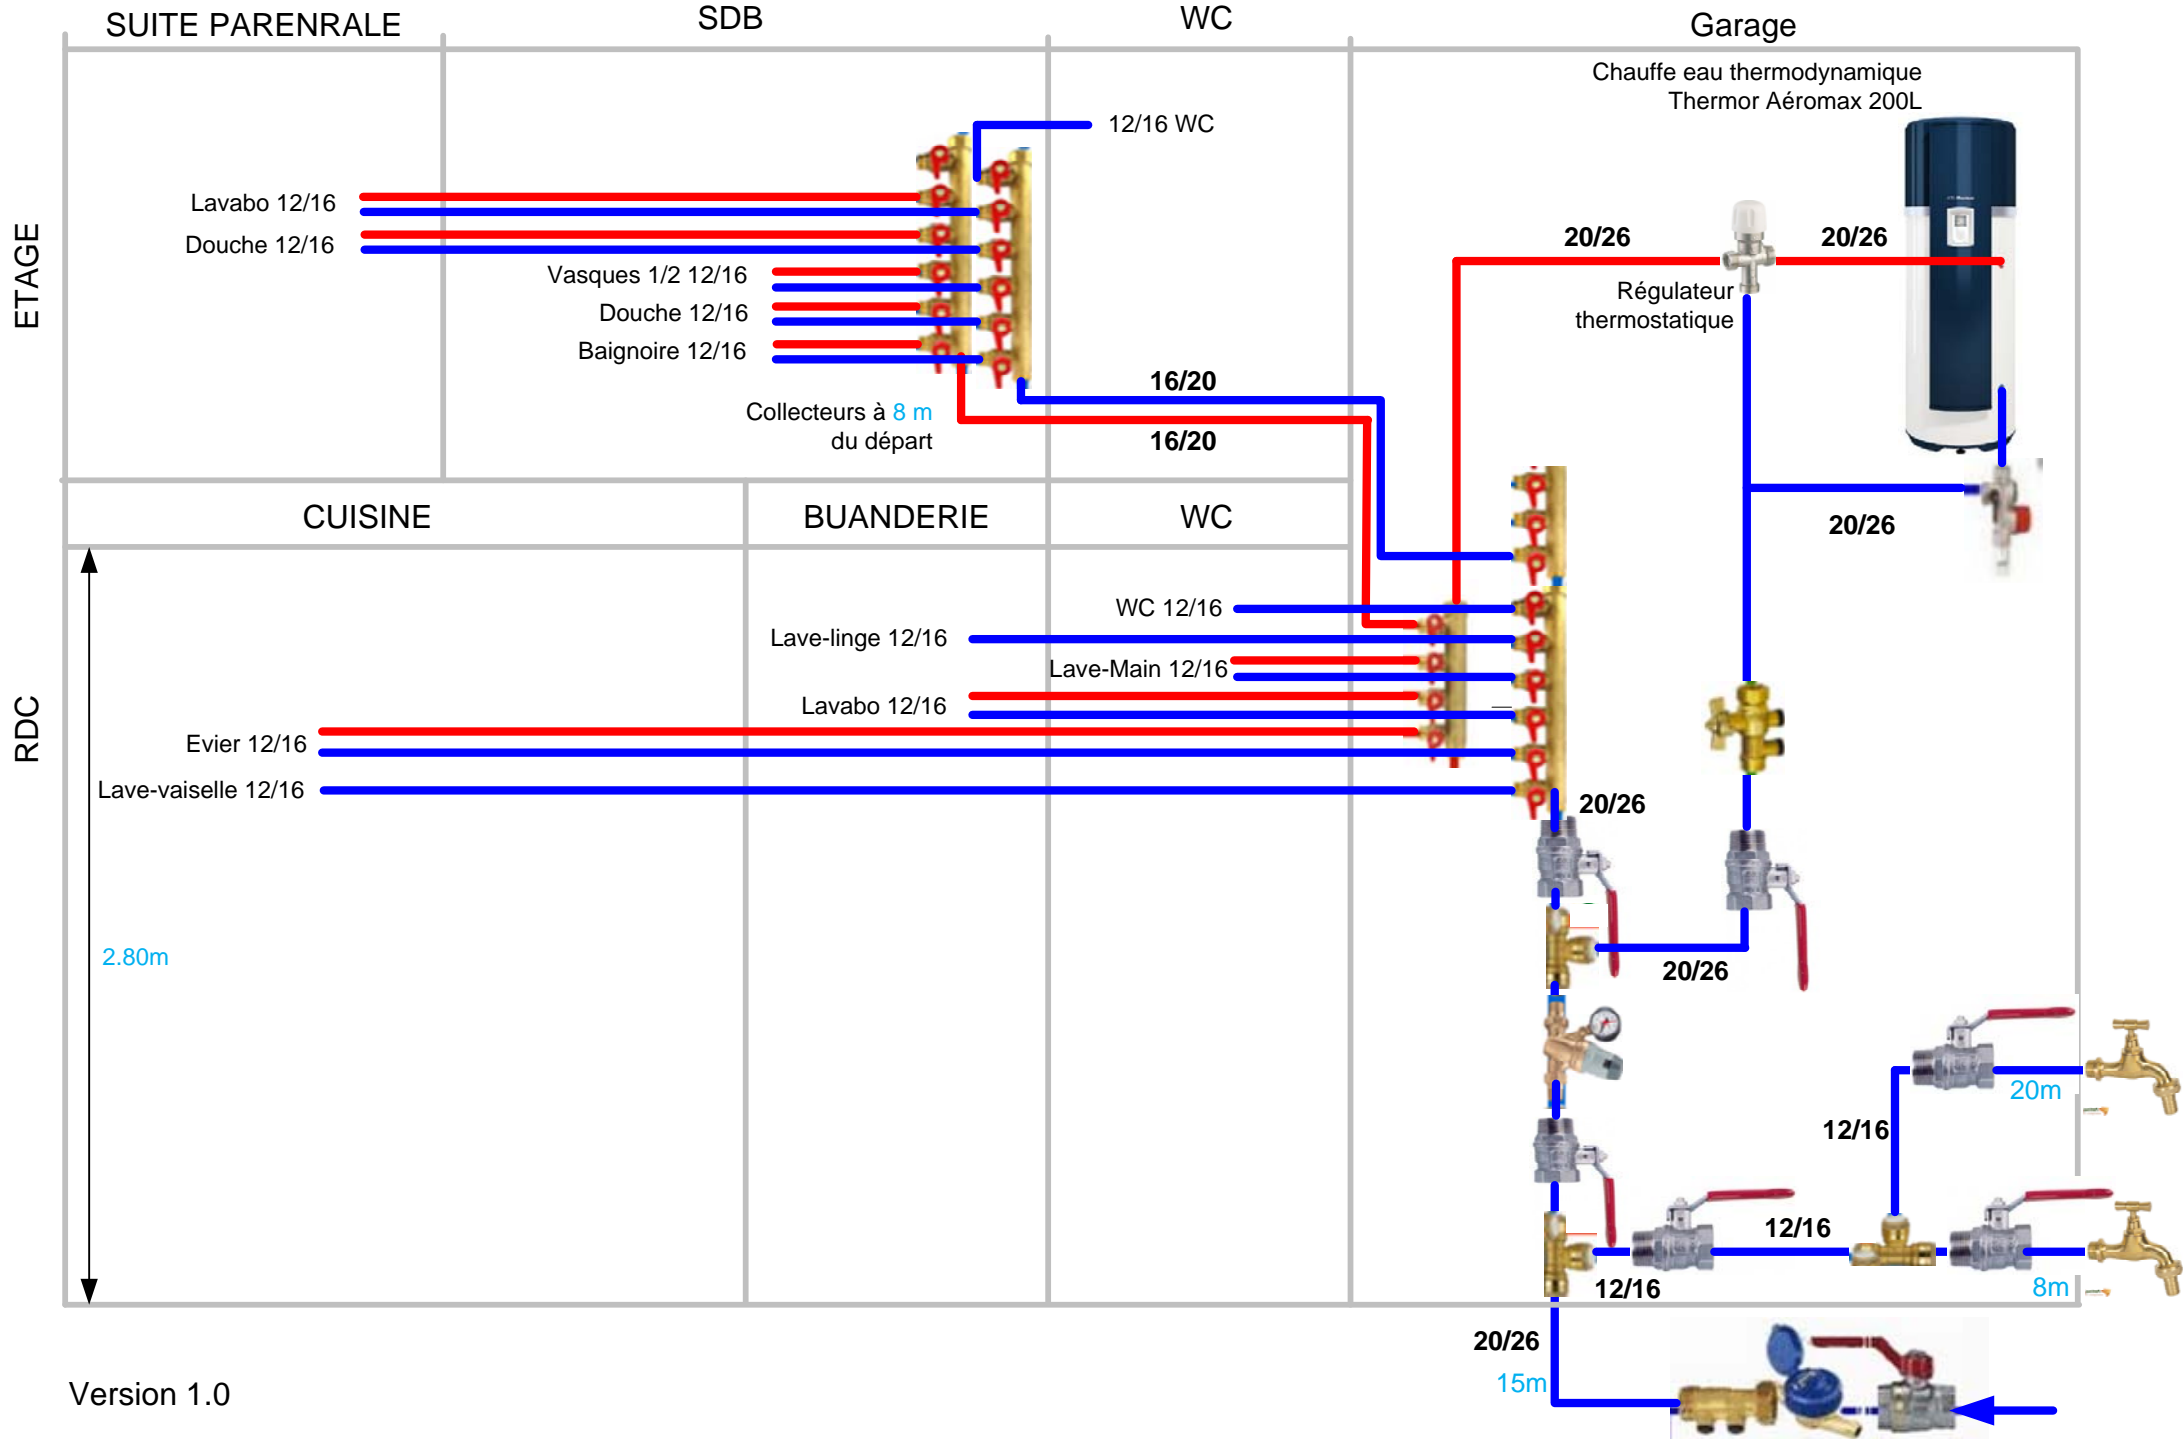 SUITE PARENRALE
SDB
WC
Garage
Chauffe eau thermodynamique
Thermor Aéromax 200L
ETAGE
12/16 WC
Lavabo 12/16
Douche 12/16
Vasques 1/2 12/16
Douche 12/16
Baignoire 12/16
20/26
20/26
Régulateur
thermostatique
16/20
Collecteurs à 8 m
du départ
16/20
20/26
CUISINE
BUANDERIE
WC
RDC
WC 12/16
Lave-linge 12/16
Lave-Main 12/16
Lavabo 12/16
Evier 12/16
Lave-vaiselle 12/16
20/26
2.80m
20/26
20m
12/16
12/16
12/16
8m
20/26
15m
Version 1.0